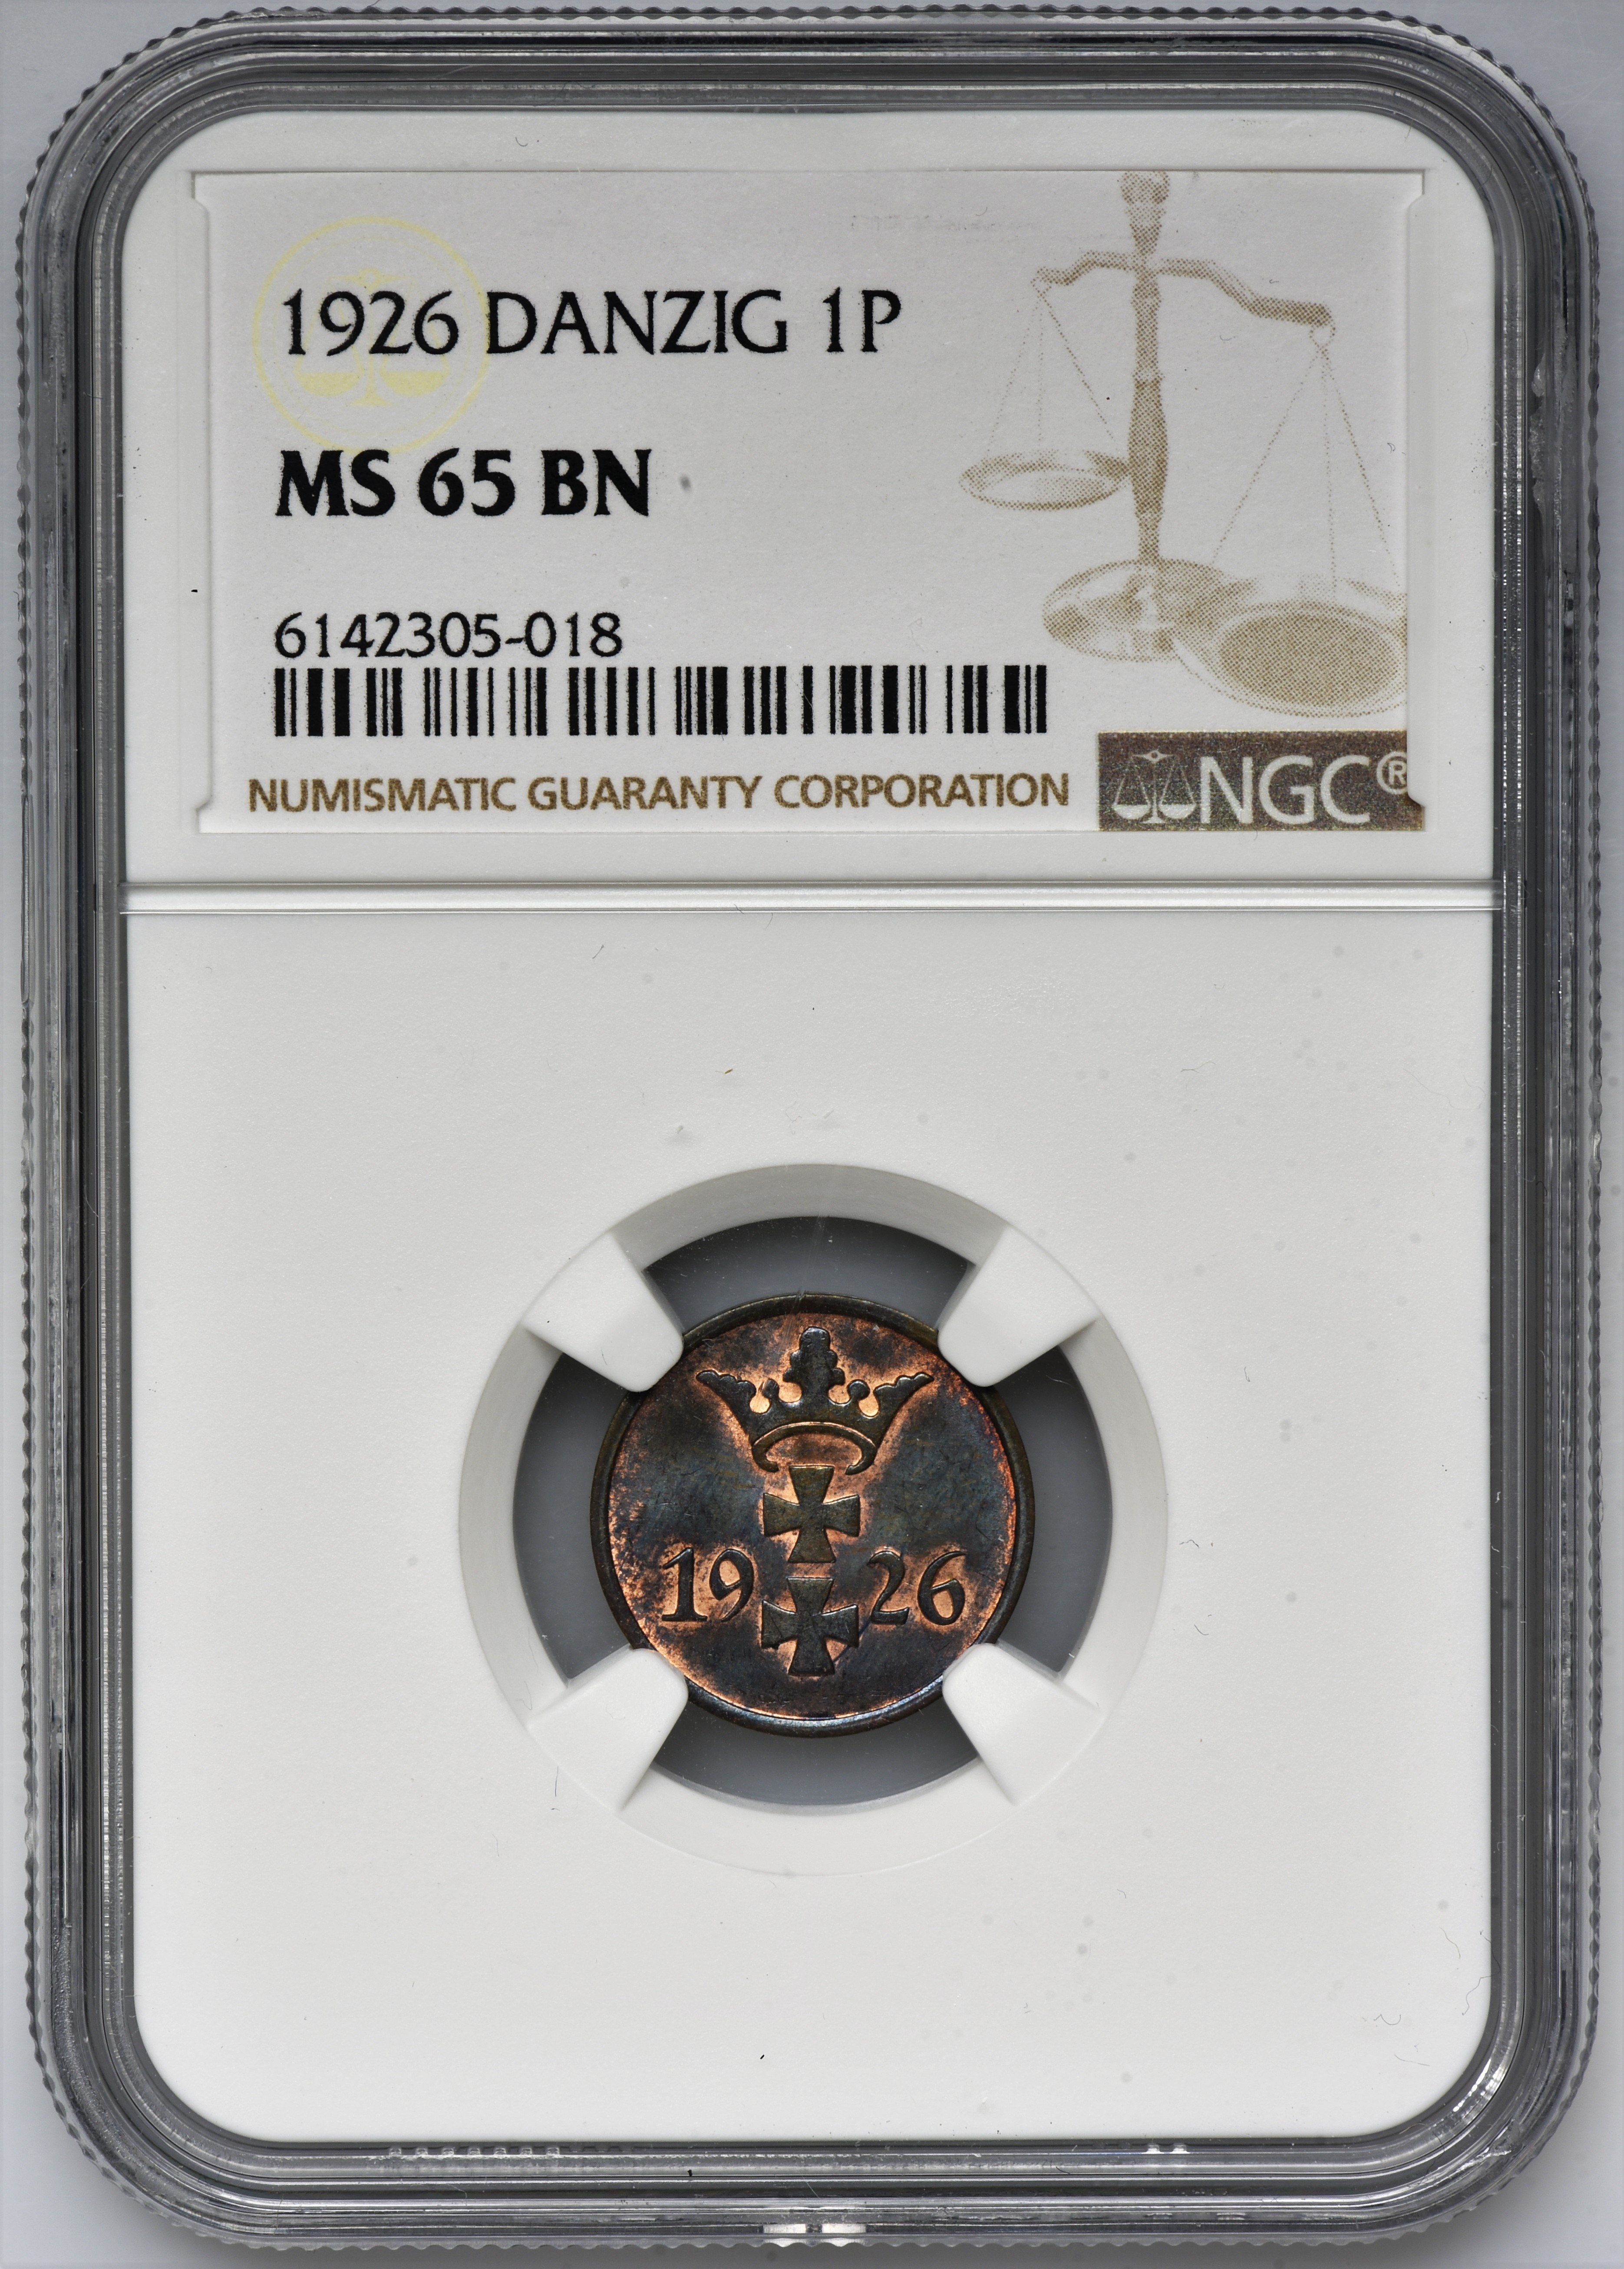 1926 DANZIG 1P
MS 65 BN
6142305-018
NUMISMATIC GUARANTY CORPORATION
NGC®
19 26